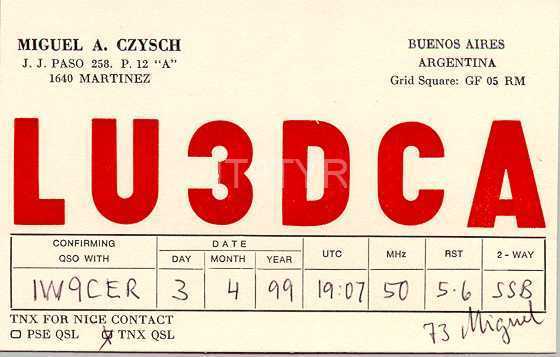 MIGUEL A. CZYSCH
J. J. PASO 258. P. 12 "A"
1640 MARTINEZ
BUENOS AIRES
ARGENTINA
Grid Square: GF 05 RM
LU3DCA
CONFIRMING QSO WITH DATE DAY MONTH YEAR UTC MHz RST 2-WAY
IW9CER 3 4 99 19:07 50 5.6 SSB
TNX FOR NICE CONTACT
PSE QSL TNX QSL
73 Miguel